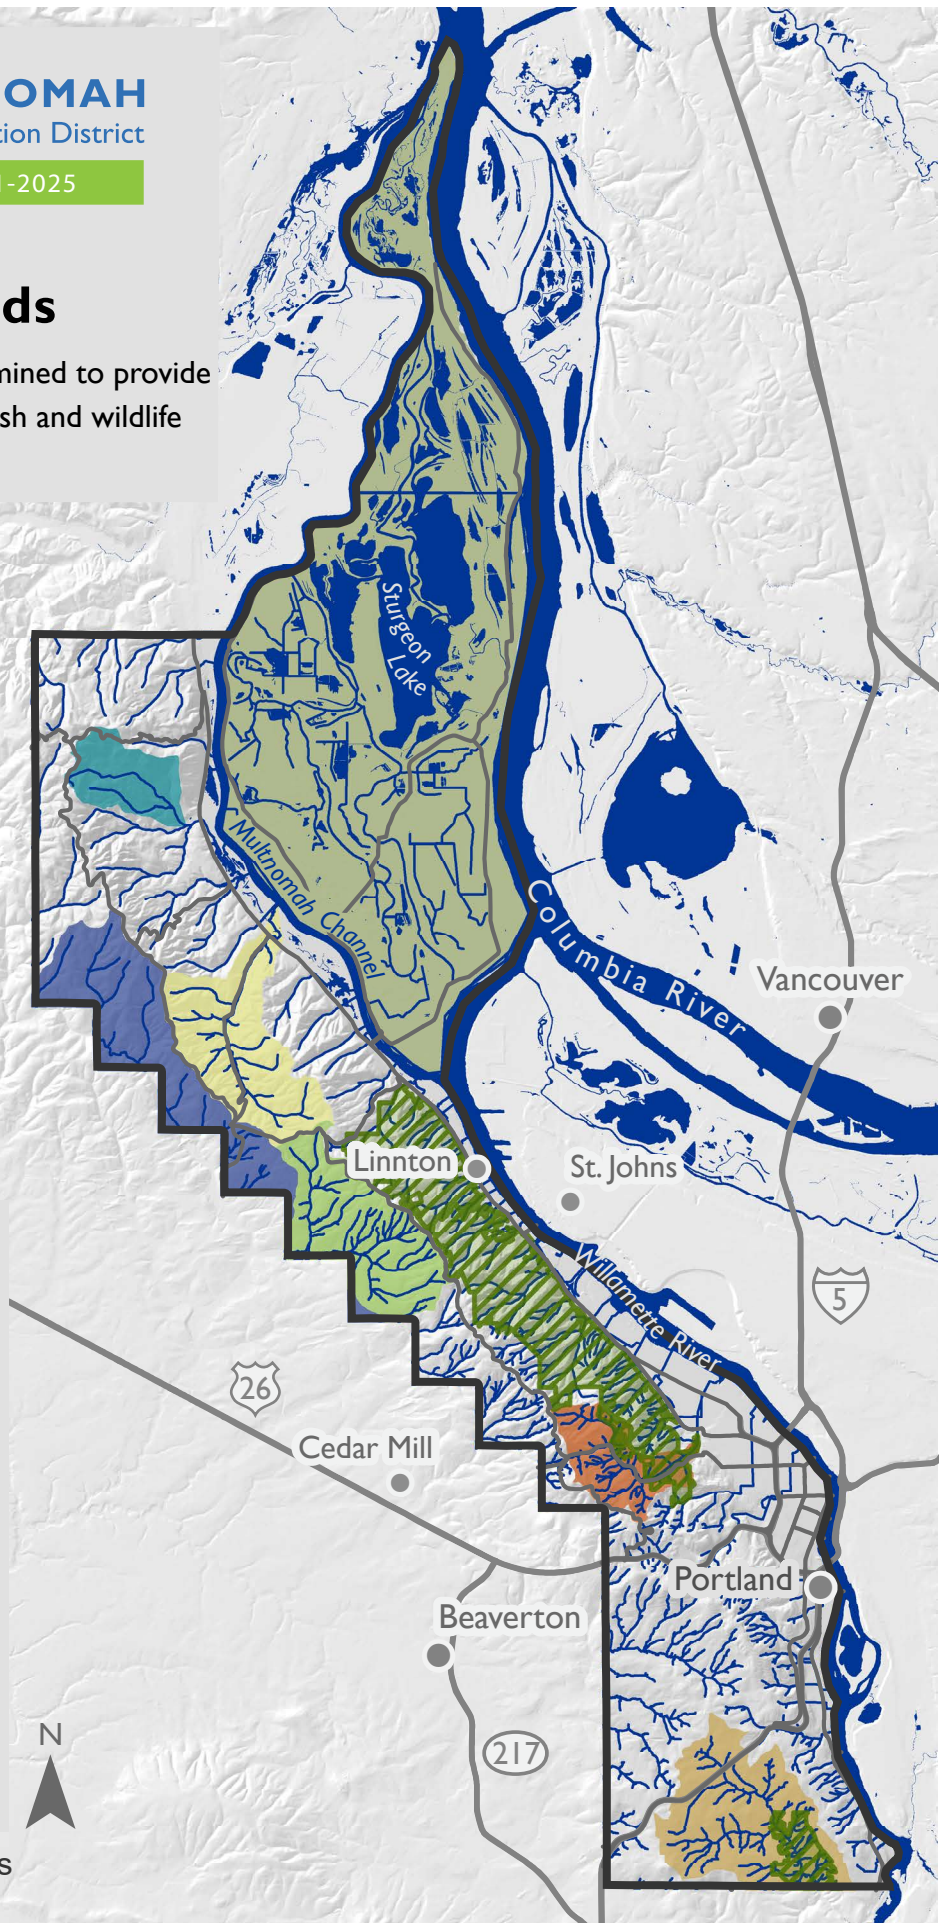 OMAH
tion District
1-2025
ds
mined to provide
sh and wildlife
Sturgeon
Lake
Multnomah Channel
Columbia River
Vancouver
Linnton
St. Johns
Willamette River
5
26
Cedar Mill
Portland
Beaverton
217
N
s